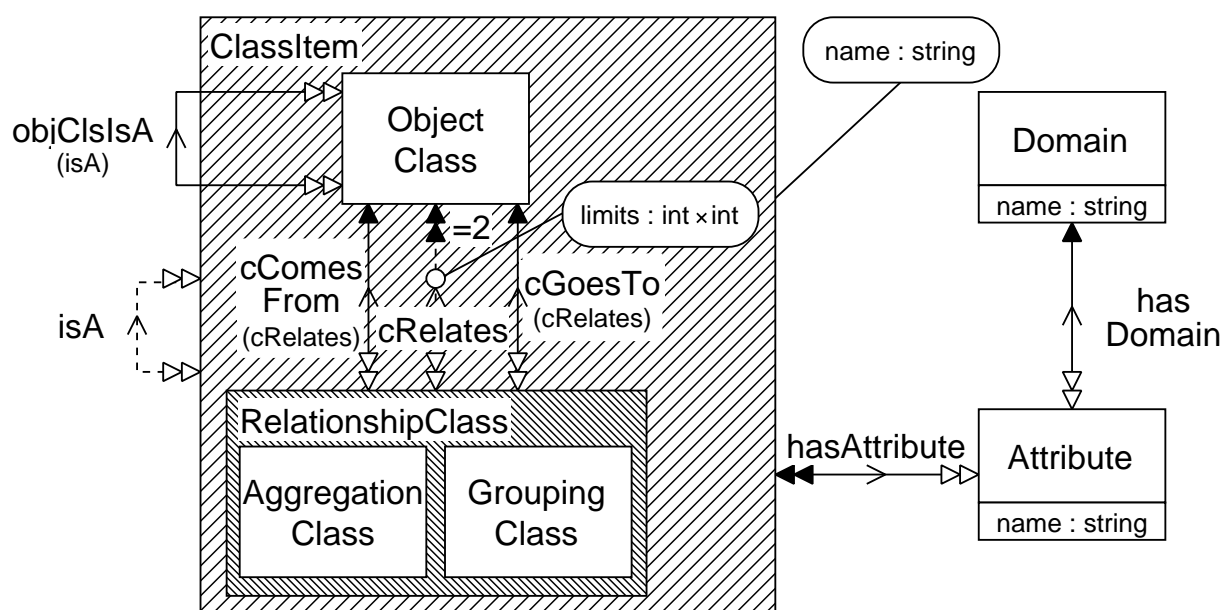 ClassItem
name : string
Object
Class
objClsIsA
(isA)
Domain
name : string
limits : int × int
=2
cComes
From
(cRelates)
cRelates
cGoesTo
(cRelates)
isA
has
Domain
RelationshipClass
hasAttribute
Attribute
name : string
Aggregation
Class
Grouping
Class